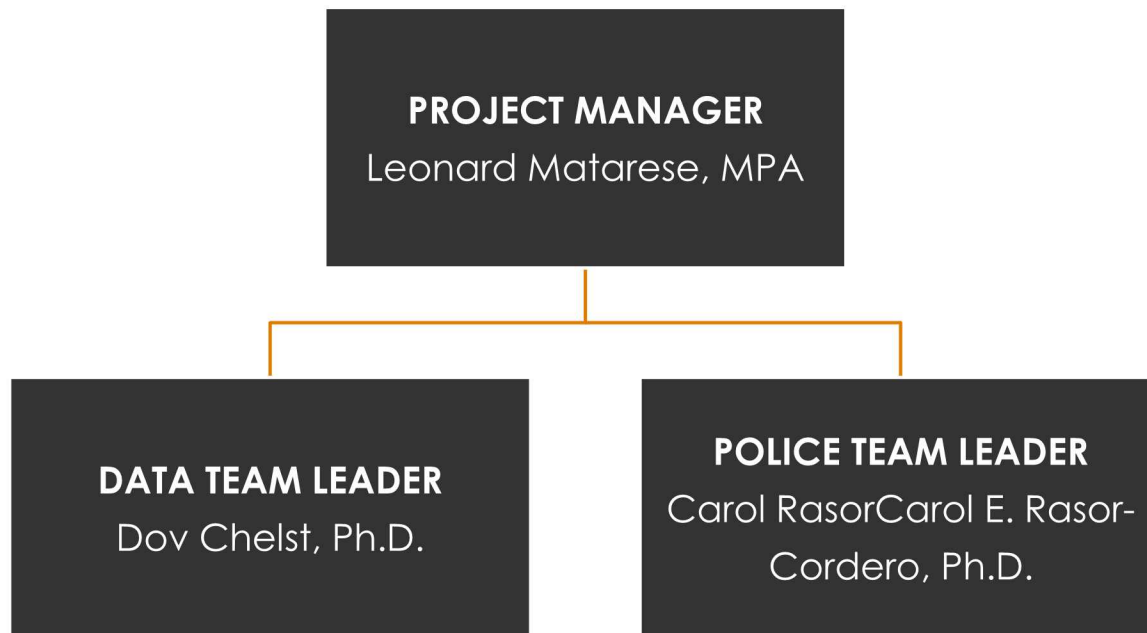 PROJECT MANAGER
Leonard Matarese, MPA
DATA TEAM LEADER
Dov Chelst, Ph.D.
POLICE TEAM LEADER
Carol RasorCarol E. Rasor-
Cordero, Ph.D.